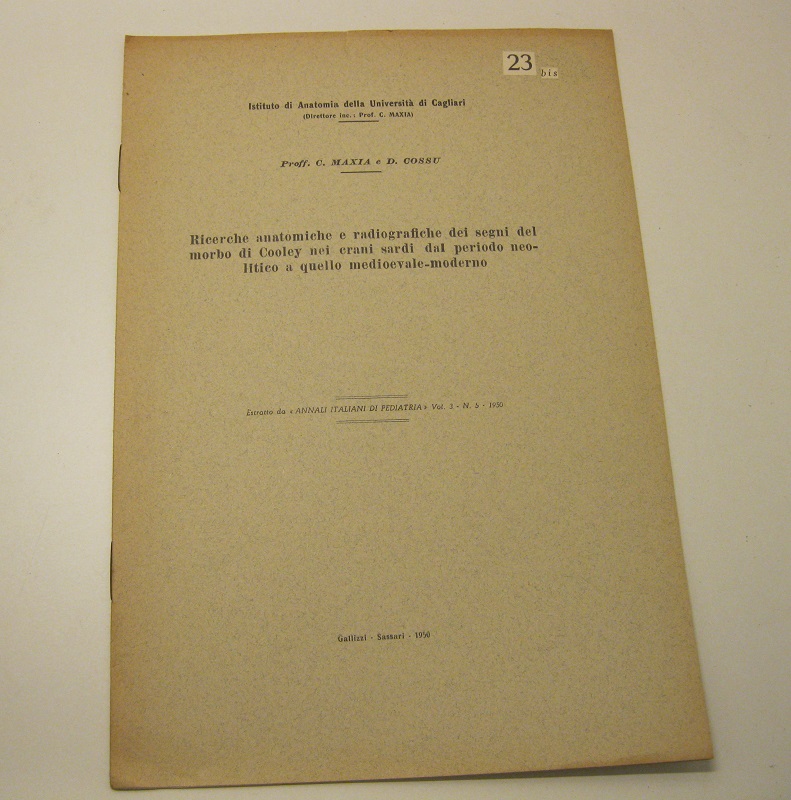 23 bis
Istituto di Anatomia della Università di Cagliari
(Direttore inc.: Prof. C. MAXIA)
Proff. C. MAXIA e D. COSSU
Ricerche anatomiche e radiografiche dei segni del
morbo di Cooley nei crani sardi dal periodo neo-
litico a quello medioevale-moderno
Estratto da «ANNALI ITALIANI DI PEDIATRIA» Vol. 3 - N. 5 - 1950
Gallizzi - Sassari - 1950